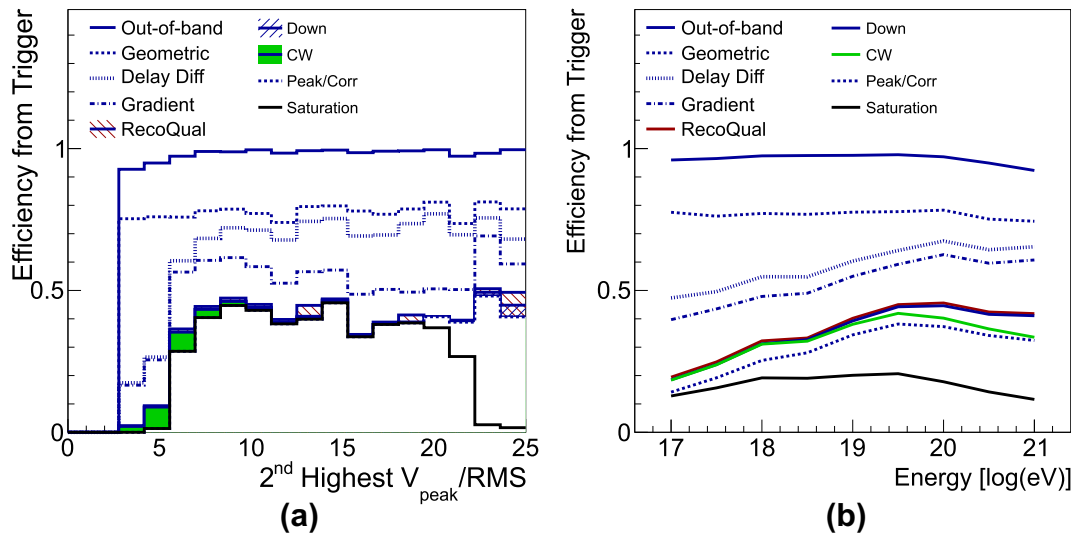 Efficiency from Trigger
Out-of-band
Geometric
Delay Diff
Gradient
RecoQual
Down
CW
Peak/Corr
Saturation
1
0.5
0
0 5 10 15 20 25
2nd Highest Vpeak/RMS
(a)
Efficiency from Trigger
Out-of-band
Geometric
Delay Diff
Gradient
RecoQual
Down
CW
Peak/Corr
Saturation
1
0.5
0
17 18 19 20 21
Energy [log(eV)]
(b)